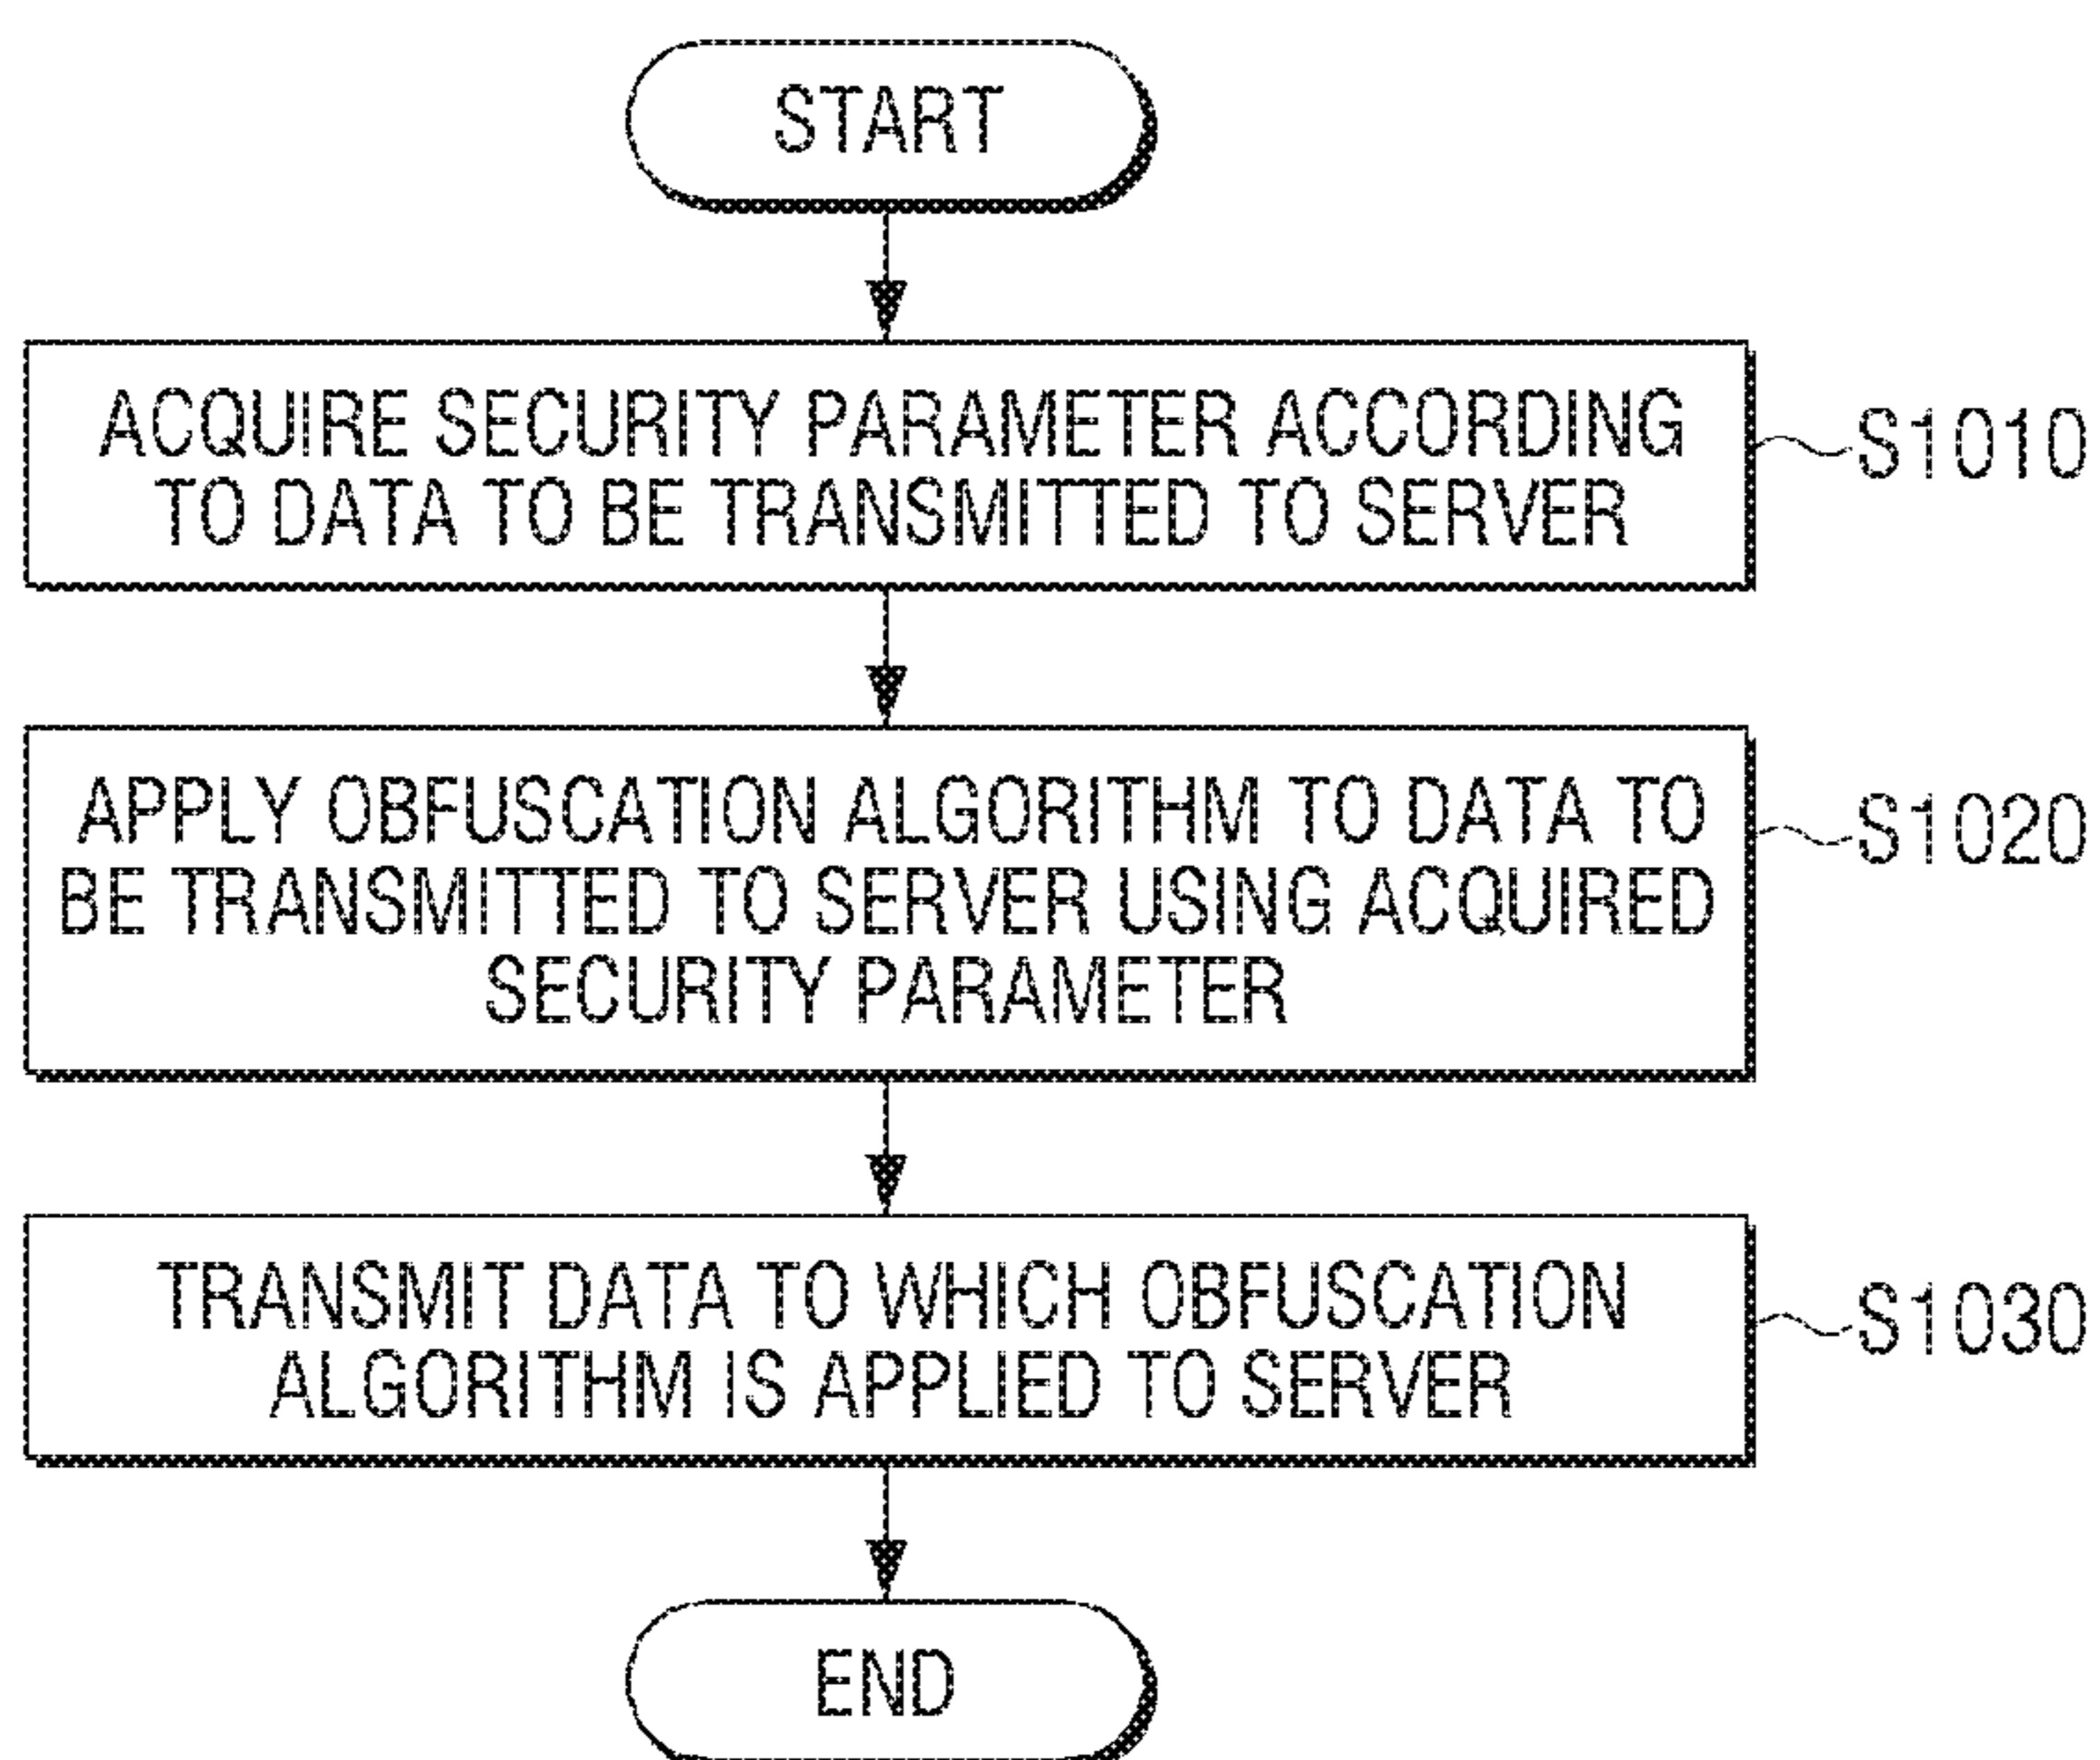 START
ACQUIRE SECURITY PARAMETER ACCORDING
TO DATA TO BE TRANSMITTED TO SERVER
S1010
APPLY OBFUSCATION ALGORITHM TO DATA TO
BE TRANSMITTED TO SERVER USING ACQUIRED
SECURITY PARAMETER
S1020
TRANSMIT DATA TO WHICH OBFUSCATION
ALGORITHM IS APPLIED TO SERVER
S1030
END